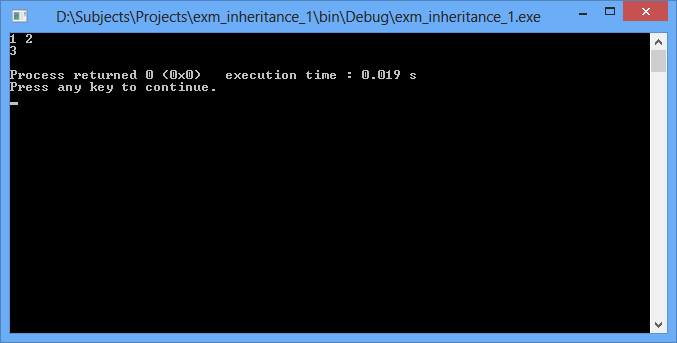 D:\Subjects\Projects\exm_inheritance_1\bin\Debug\exm_inheritance_1.exe
1 2
3
Process returned 0 (0x0)   execution time : 0.019 s
Press any key to continue.